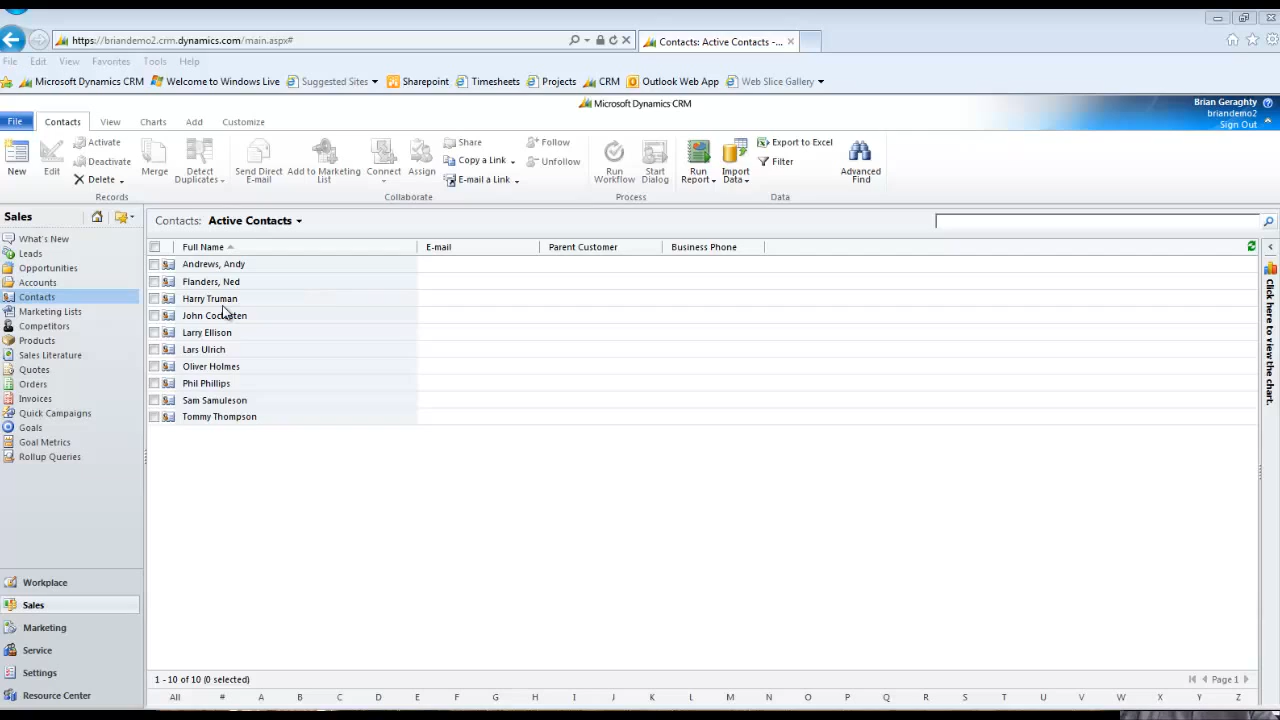 https://briandemo2.crm.dynamics.com/main.aspx#
Contacts: Active Contacts -...
File Edit View Favorites Tools Help
Microsoft Dynamics CRM Welcome to Windows Live Suggested Sites Sharepoint Timesheets Projects CRM Outlook Web App Web Slice Gallery
Microsoft Dynamics CRM
Brian Geraghty
briandemo2
Sign Out
File Contacts View Charts Add Customize
New
Edit
Activate
Deactivate
Delete
Merge
Detect
Duplicates
Records
Send Direct
E-mail
Add to Marketing
List
Connect
Assign
Share
Copy a Link
E-mail a Link
Collaborate
Follow
Unfollow
Run
Workflow
Start
Dialog
Process
Run
Report
Import
Data
Export to Excel
Filter
Advanced
Find
Data
Sales
What's New
Leads
Opportunities
Accounts
Contacts
Marketing Lists
Competitors
Products
Sales Literature
Quotes
Orders
Invoices
Quick Campaigns
Goals
Goal Metrics
Rollup Queries
Workplace
Sales
Marketing
Service
Settings
Resource Center
Contacts: Active Contacts
Full Name E-mail Parent Customer Business Phone
Andrews, Andy
Flanders, Ned
Harry Truman
John
Larry Ellison
Lars Ulrich
Oliver Holmes
Phil Phillips
Sam Samuleson
Tommy Thompson
Click here to view the chart.
1 - 10 of 10 (0 selected)
Page 1
All # A B C D E F G H I J K L M N O P Q R S T U V W X Y Z